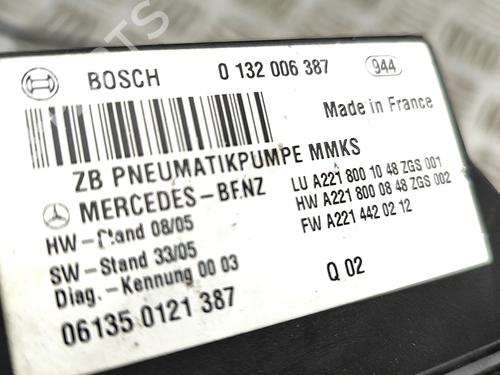 BOSCH 0 132 006 387 944
Made in France
ZB PNEUMATIKPUMPE MMKS
MERCEDES-BENZ
LU A221 800 10 48 ZGS 001
HW A221 800 08 48 ZGS 002
FW A221 442 02 12
HW-Stand 08/05
SW-Stand 33/05
Diag.-Kennung 00 03
Q 02
06135 0121 387